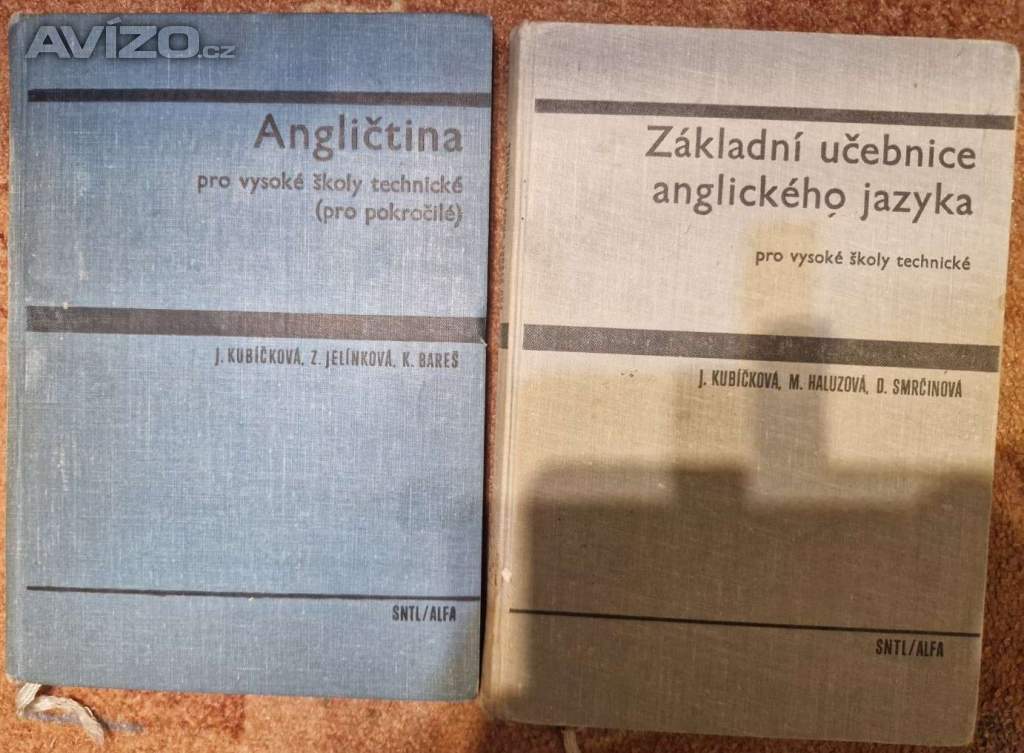 AVÍZO.cz
Angličtina
pro vysoké školy technické
(pro pokročilé)
J. KUBÍČKOVÁ, Z. JELÍNKOVÁ, K. BAREŠ
SNTL/ALFA
Základní učebnice
anglického jazyka
pro vysoké školy technické
J. KUBÍČKOVÁ, M. HALUZOVÁ, D. SMRČINOVÁ
SNTL/ALFA